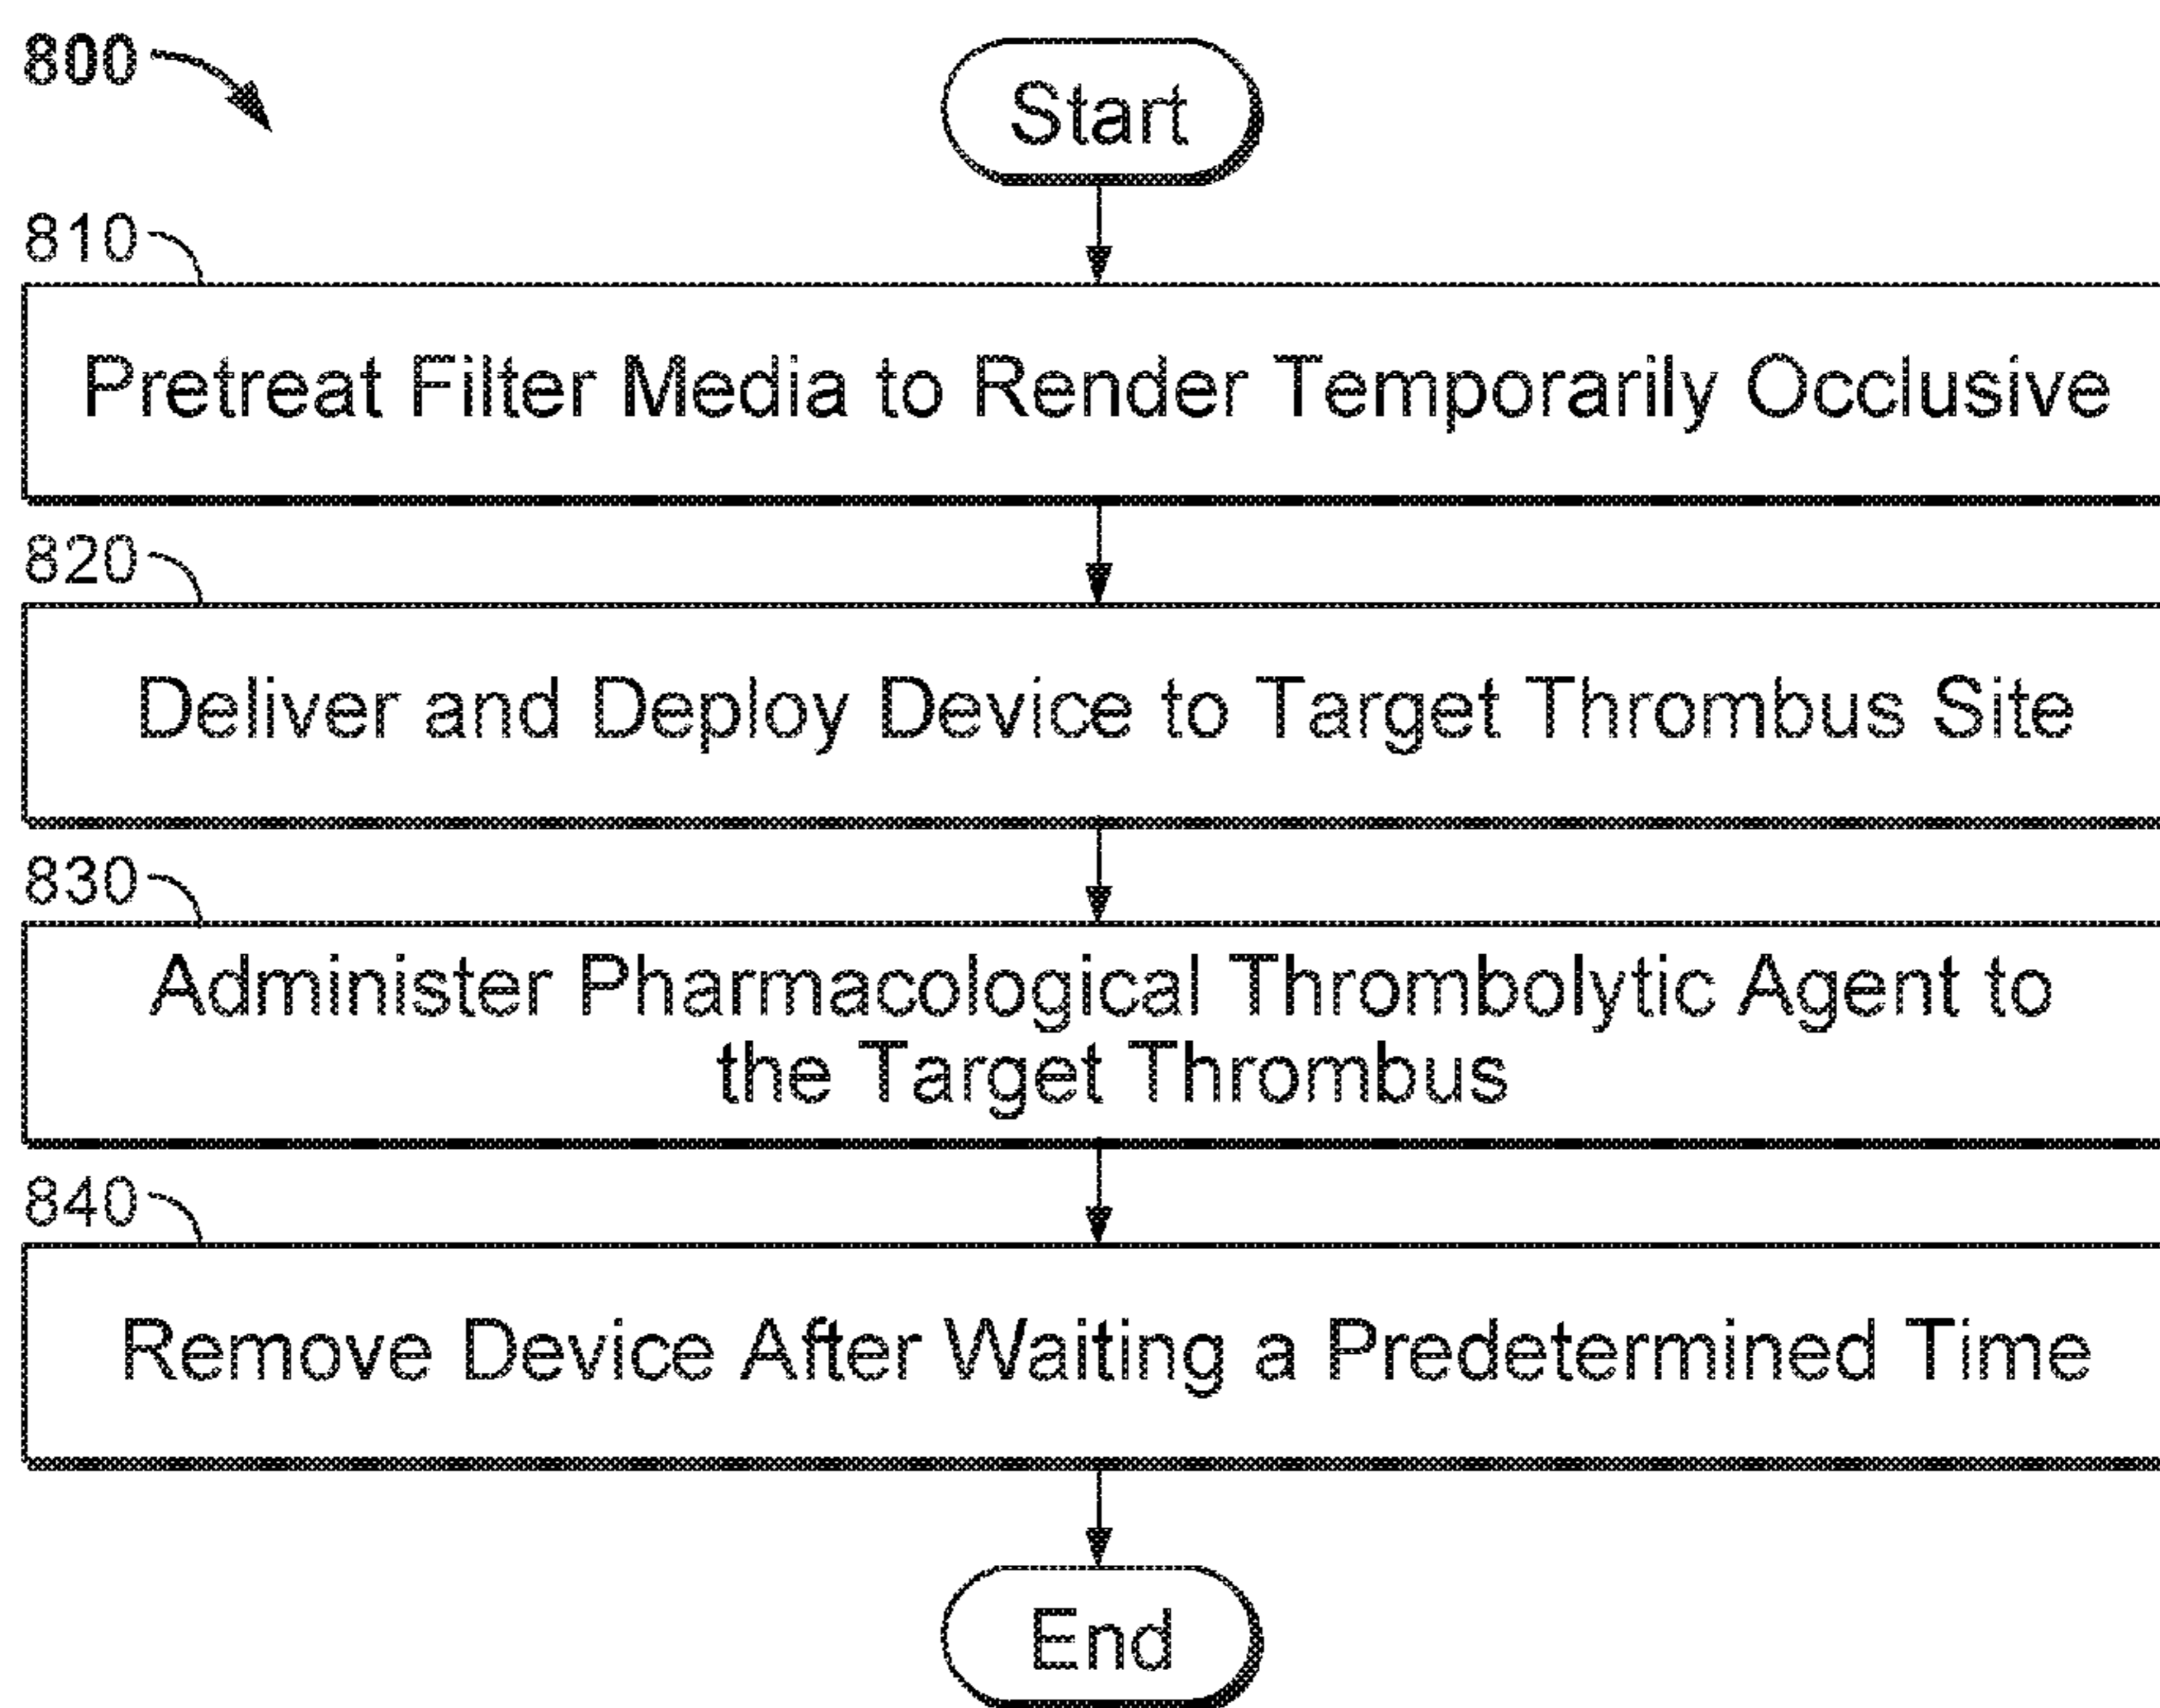 800
Start
810
Pretreat Filter Media to Render Temporarily Occlusive
820
Deliver and Deploy Device to Target Thrombus Site
830
Administer Pharmacological Thrombolytic Agent to
the Target Thrombus
840
Remove Device After Waiting a Predetermined Time
End